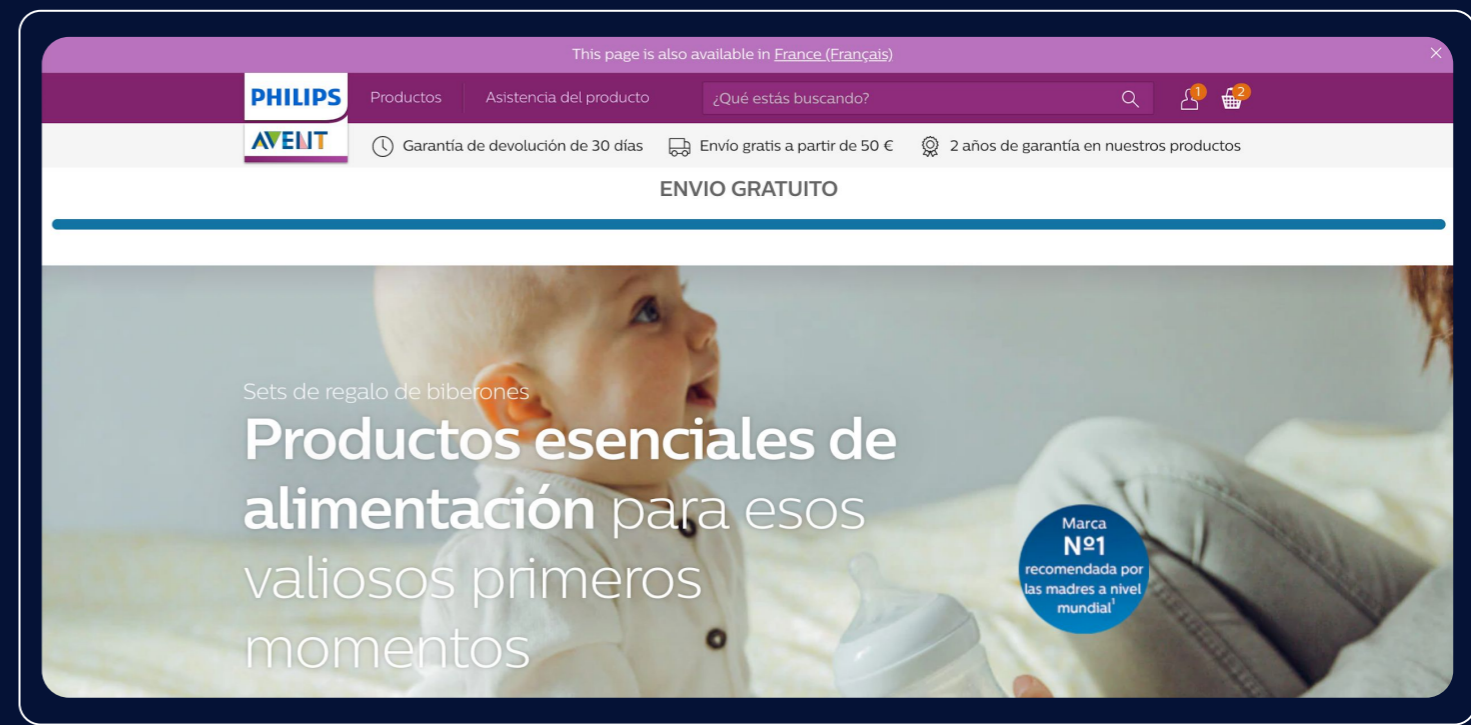 This page is also available in France (Français)
PHILIPS
Productos
Asistencia del producto
¿Qué estás buscando?
1
2
AVENT
Garantía de devolución de 30 días
Envío gratis a partir de 50 €
2 años de garantía en nuestros productos
ENVIO GRATUITO
Sets de regalo de biberones
Productos esenciales de
alimentación para esos
valiosos primeros
momentos
Marca
Nº1
recomendada por
las madres a nivel
mundial¹